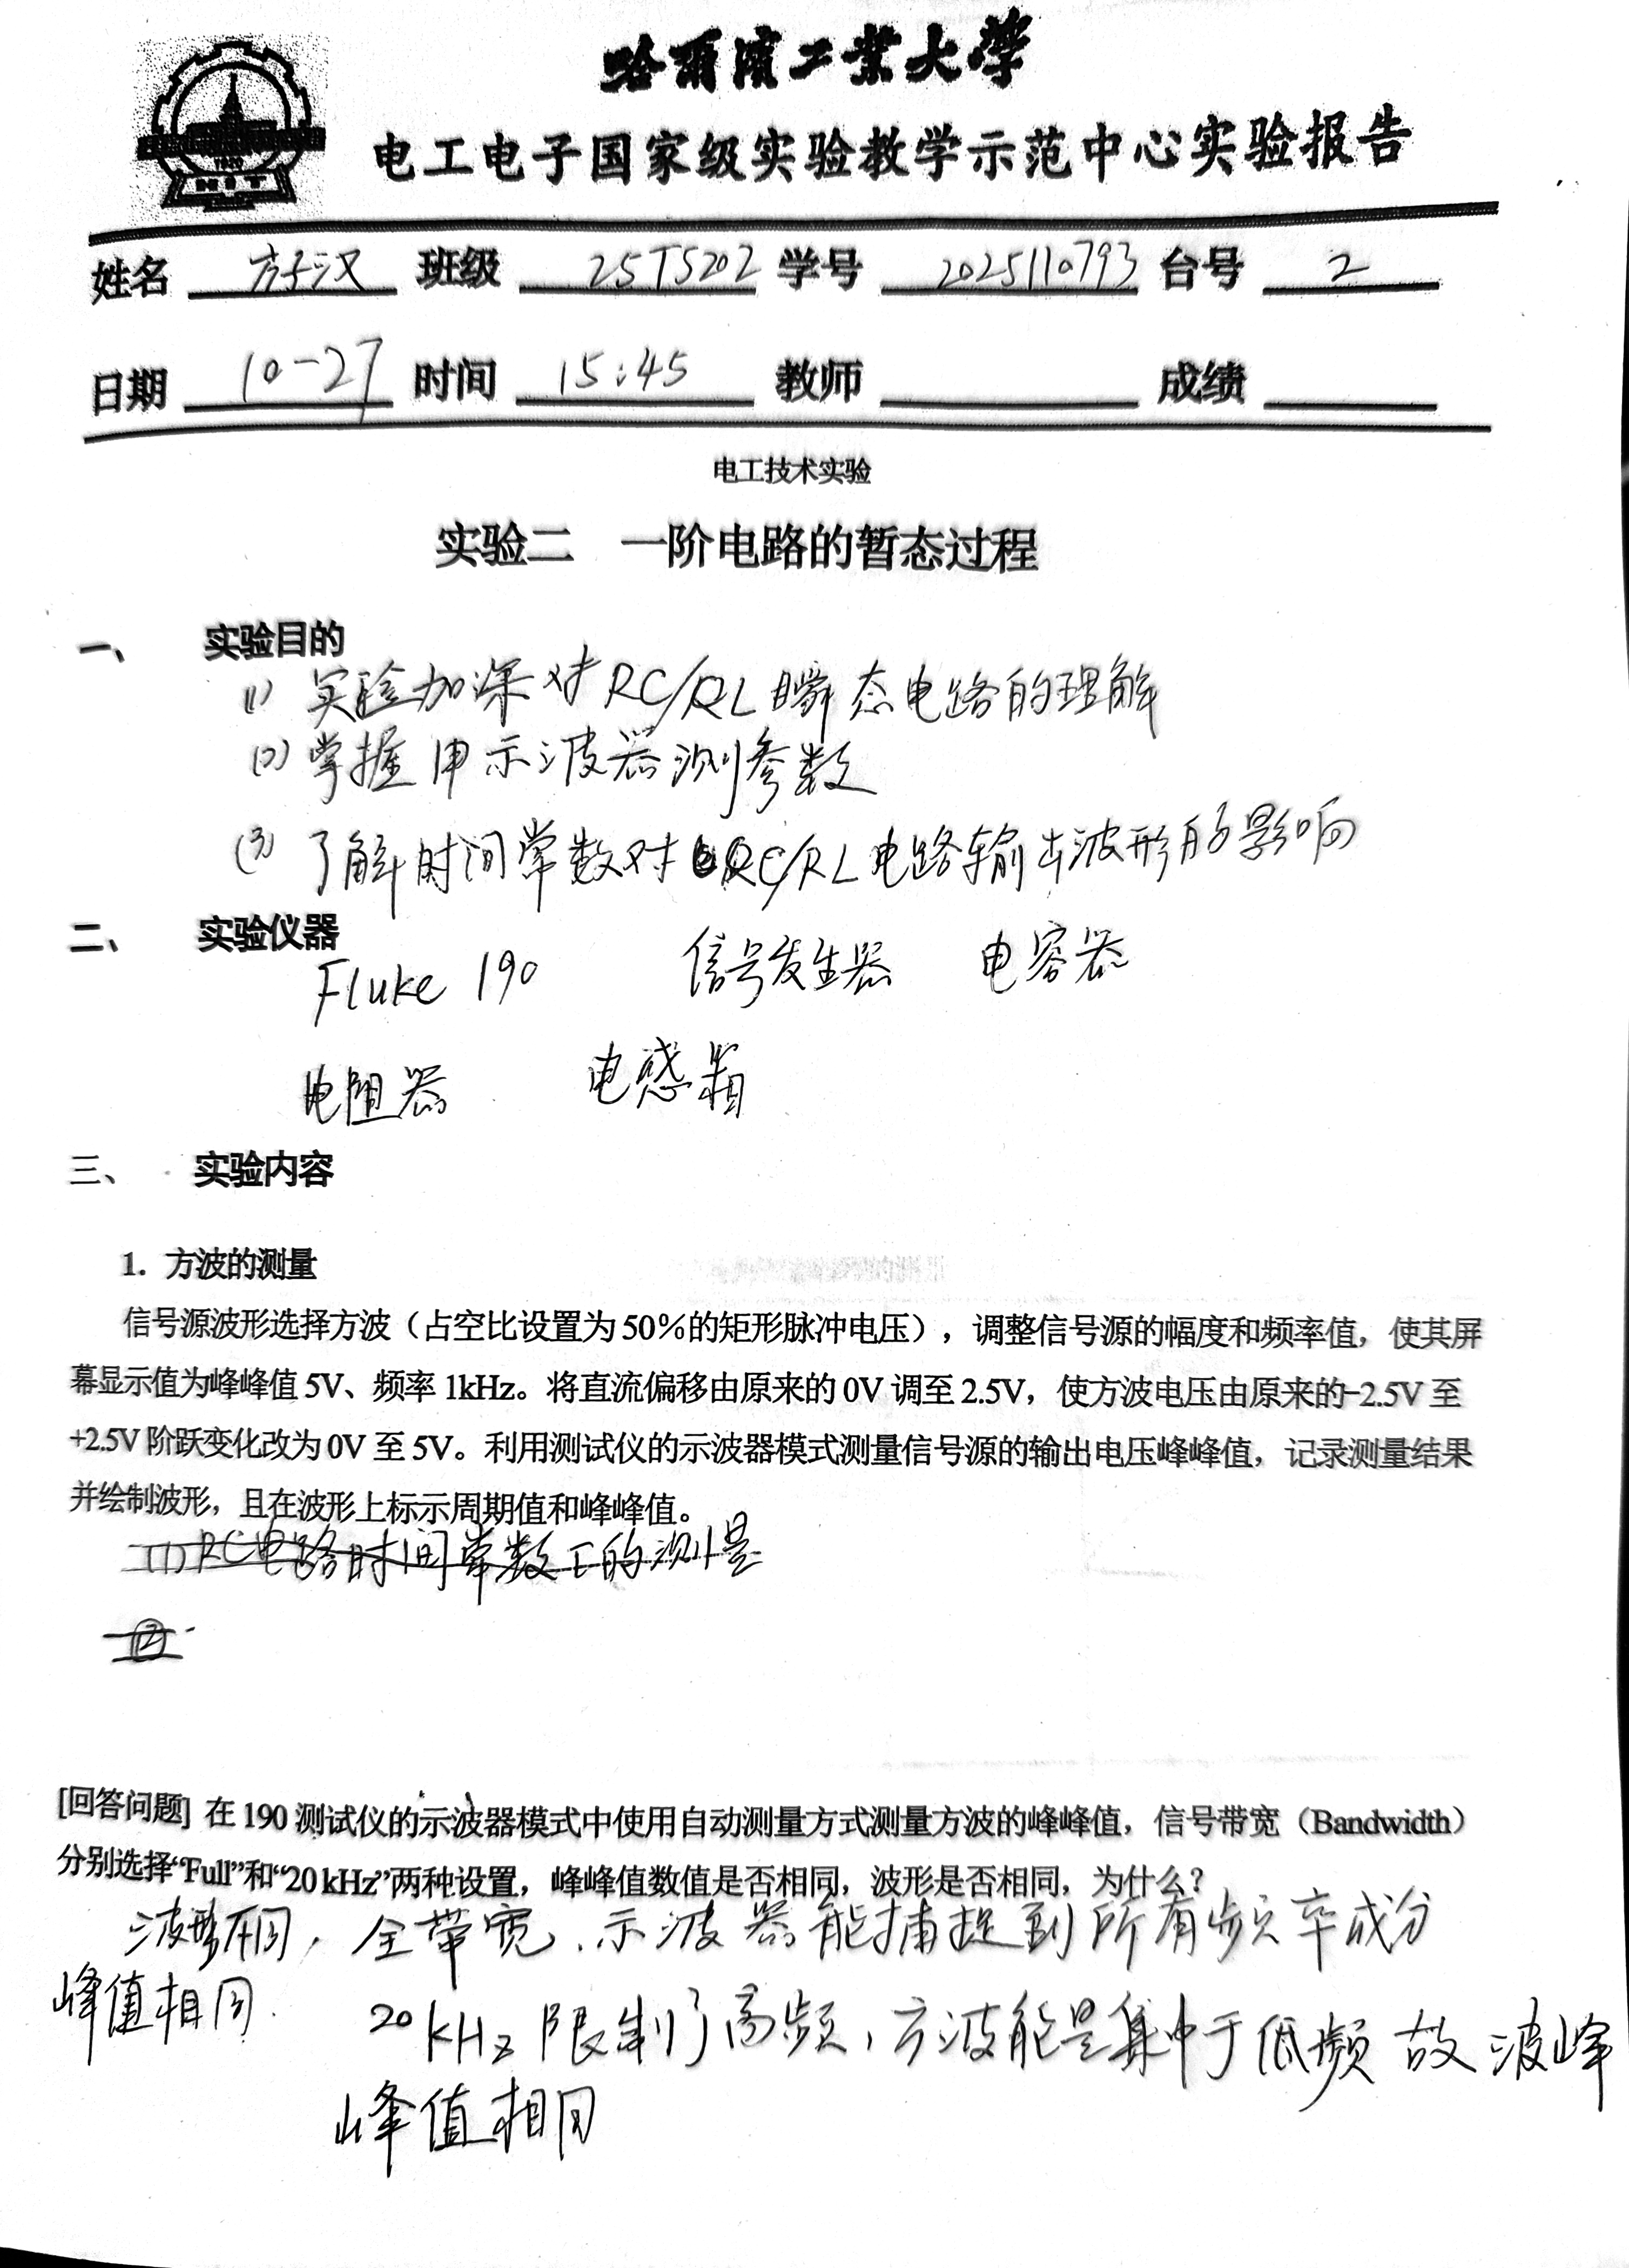 哈尔滨工业大学
电工电子国家级实验教学示范中心实验报告
1920
HIT
姓名 方子汉 班级 25TS202 学号 2025110793 台号 2
日期 10-27 时间 15:45 教师 成绩
电工技术实验
实验二 一阶电路的暂态过程
一、 实验目的
(1) 实验加深对RC/RL瞬态电路的理解
(2) 掌握用示波器测参数
(3) 了解时间常数对RC/RL电路输出波形的影响
二、 实验仪器
Fluke 190 信号发生器 电容器
电阻器 电感箱
三、 实验内容
1. 方波的测量
信号源波形选择方波（占空比设置为50%的矩形脉冲电压），调整信号源的幅度和频率值，使其屏
幕显示值为峰峰值5V、频率1kHz。将直流偏移由原来的0V调至2.5V，使方波电压由原来的-2.5V至
+2.5V阶跃变化改为0V至5V。利用测试仪的示波器模式测量信号源的输出电压峰峰值，记录测量结果
并绘制波形，且在波形上标示周期值和峰峰值。
(1) RC电路时间常数τ的测量
②
[回答问题] 在190测试仪的示波器模式中使用自动测量方式测量方波的峰峰值，信号带宽（Bandwidth）
分别选择“Full”和“20 kHz”两种设置，峰峰值数值是否相同，波形是否相同，为什么？
波形不同，全带宽，示波器能捕捉到所有频率成分
峰值相同. 20kHz限制了高频，方波能量集中于低频 故波峰
峰值相同